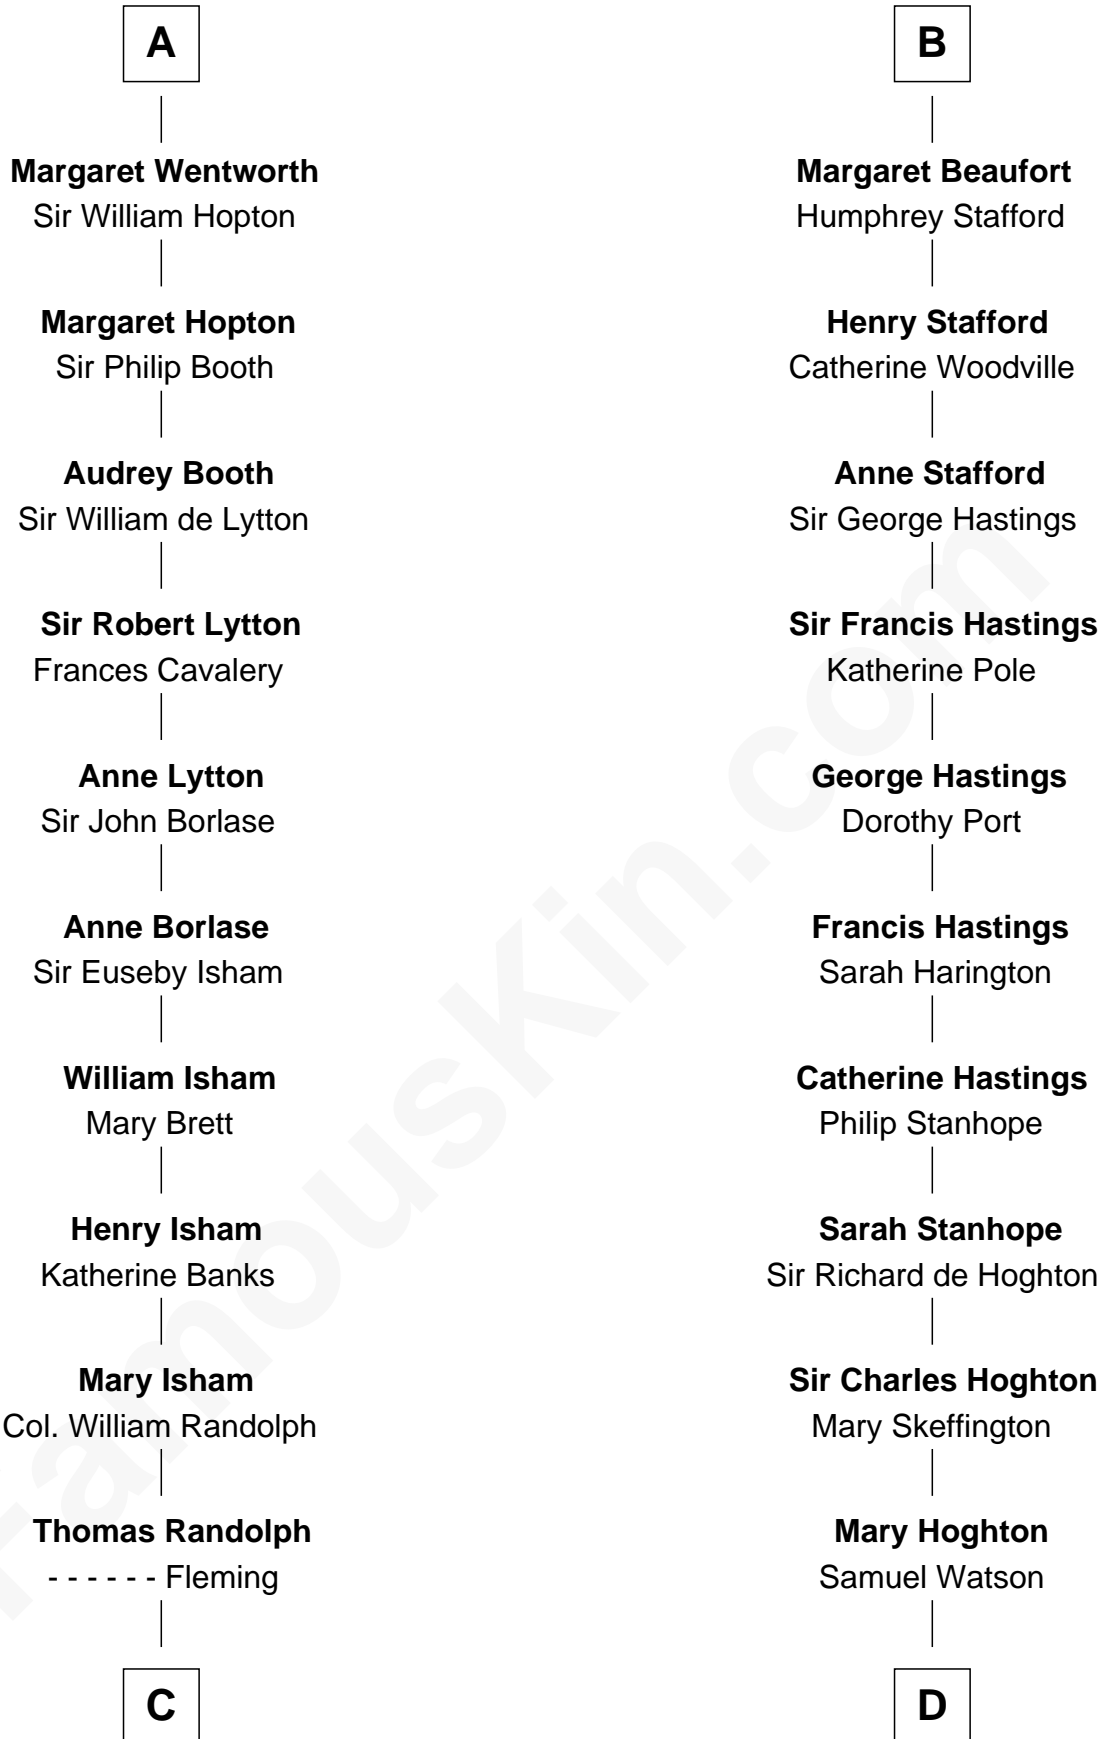 A
Margaret Wentworth
Sir William Hopton
Margaret Hopton
Sir Philip Booth
Audrey Booth
Sir William de Lytton
Sir Robert Lytton
Frances Cavalery
Anne Lytton
Sir John Borlase
Anne Borlase
Sir Euseby Isham
William Isham
Mary Brett
Henry Isham
Katherine Banks
Mary Isham
Col. William Randolph
Thomas Randolph
- - - - - - Fleming
C
B
Margaret Beaufort
Humphrey Stafford
Henry Stafford
Catherine Woodville
Anne Stafford
Sir George Hastings
Sir Francis Hastings
Katherine Pole
George Hastings
Dorothy Port
Francis Hastings
Sarah Harington
Catherine Hastings
Philip Stanhope
Sarah Stanhope
Sir Richard de Hoghton
Sir Charles Hoghton
Mary Skeffington
Mary Hoghton
Samuel Watson
D
FamousKin.com